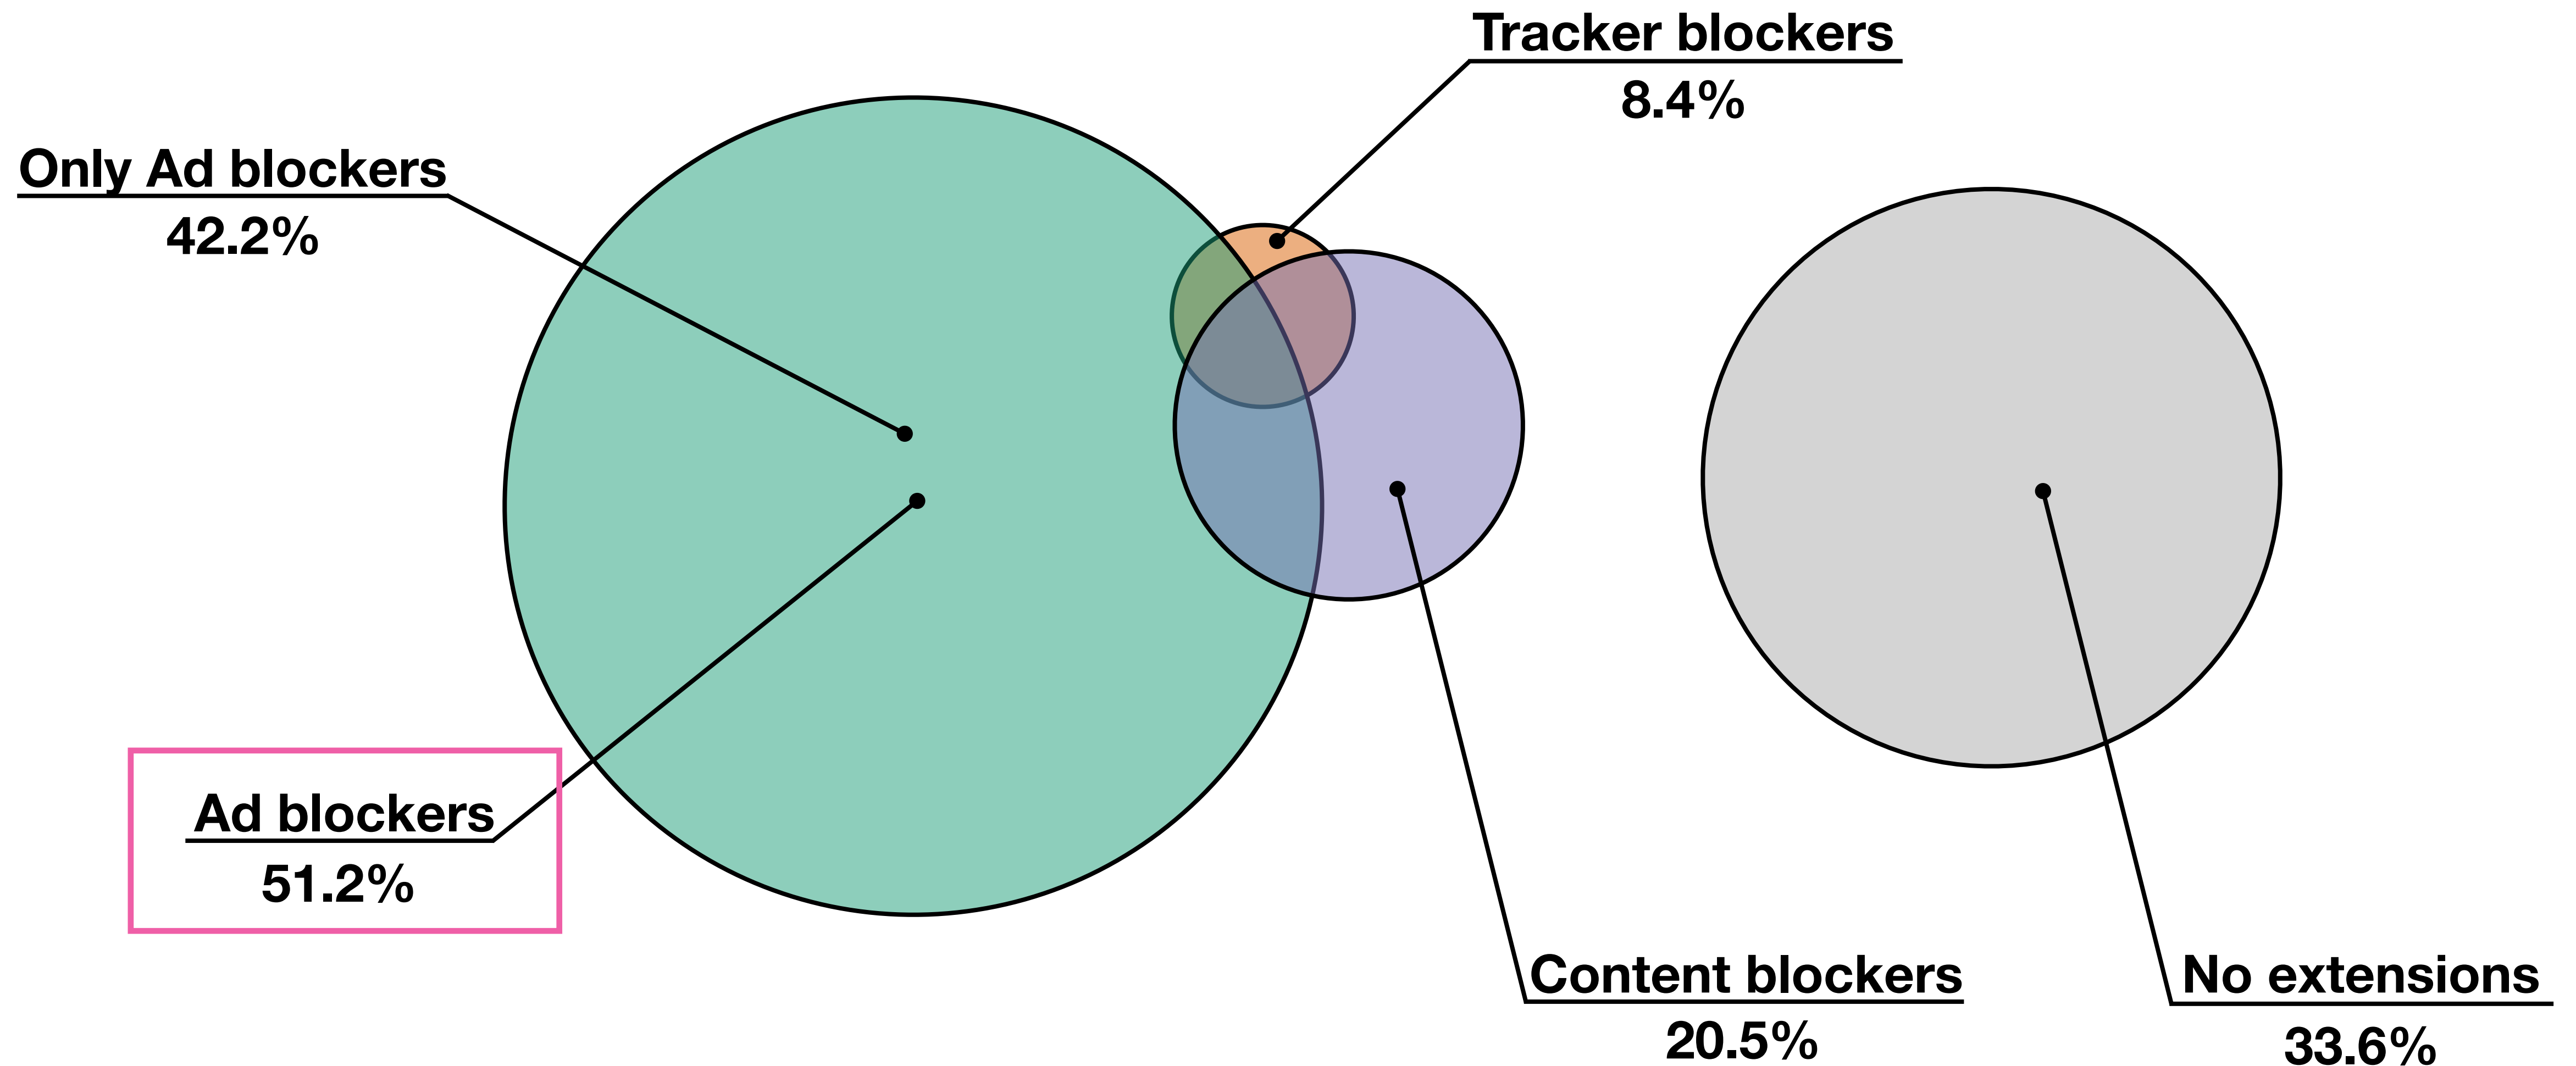 Tracker blockers
8.4%
Only Ad blockers
42.2%
Ad blockers
51.2%
Content blockers
20.5%
No extensions
33.6%